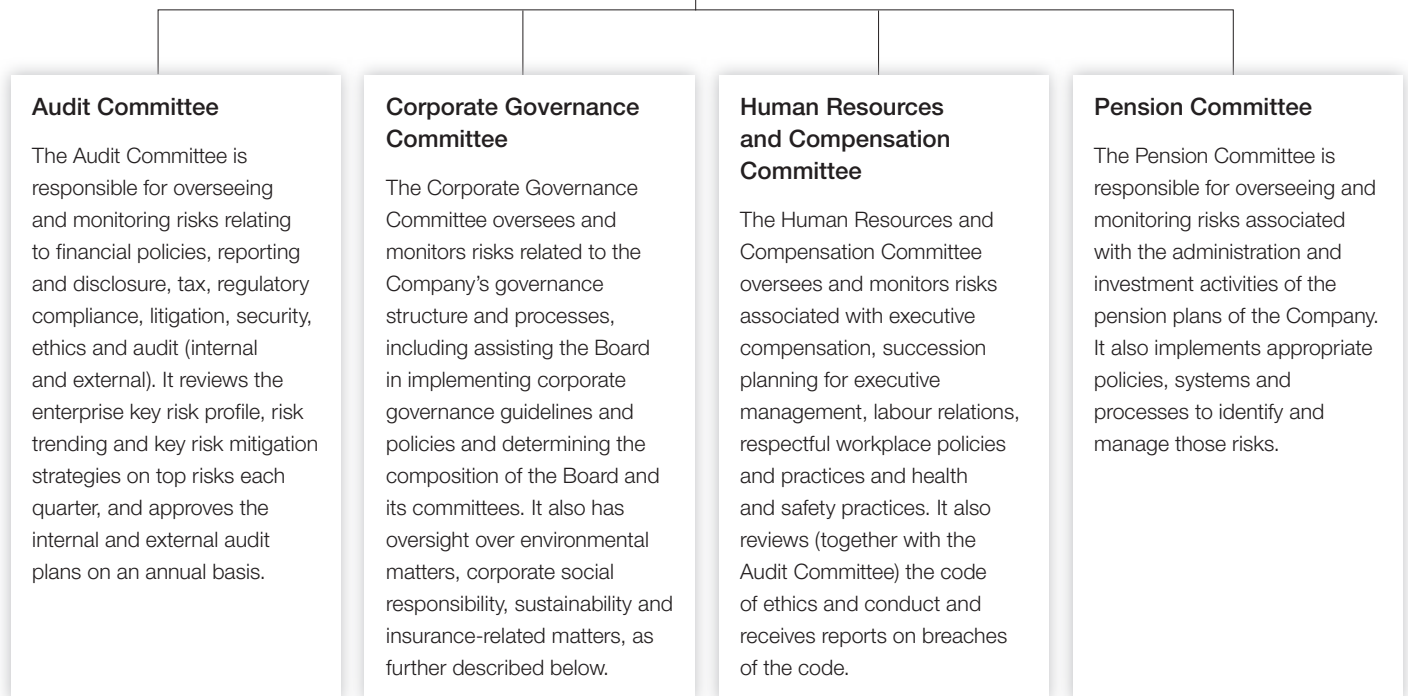 Audit Committee
The Audit Committee is
responsible for overseeing
and monitoring risks relating
to financial policies, reporting
and disclosure, tax, regulatory
compliance, litigation, security,
ethics and audit (internal
and external). It reviews the
enterprise key risk profile, risk
trending and key risk mitigation
strategies on top risks each
quarter, and approves the
internal and external audit
plans on an annual basis.
Corporate Governance
Committee
The Corporate Governance
Committee oversees and
monitors risks related to the
Company’s governance
structure and processes,
including assisting the Board
in implementing corporate
governance guidelines and
policies and determining the
composition of the Board and
its committees. It also has
oversight over environmental
matters, corporate social
responsibility, sustainability and
insurance-related matters, as
further described below.
Human Resources
and Compensation
Committee
The Human Resources and
Compensation Committee
oversees and monitors risks
associated with executive
compensation, succession
planning for executive
management, labour relations,
respectful workplace policies
and practices and health
and safety practices. It also
reviews (together with the
Audit Committee) the code
of ethics and conduct and
receives reports on breaches
of the code.
Pension Committee
The Pension Committee is
responsible for overseeing and
monitoring risks associated
with the administration and
investment activities of the
pension plans of the Company.
It also implements appropriate
policies, systems and
processes to identify and
manage those risks.